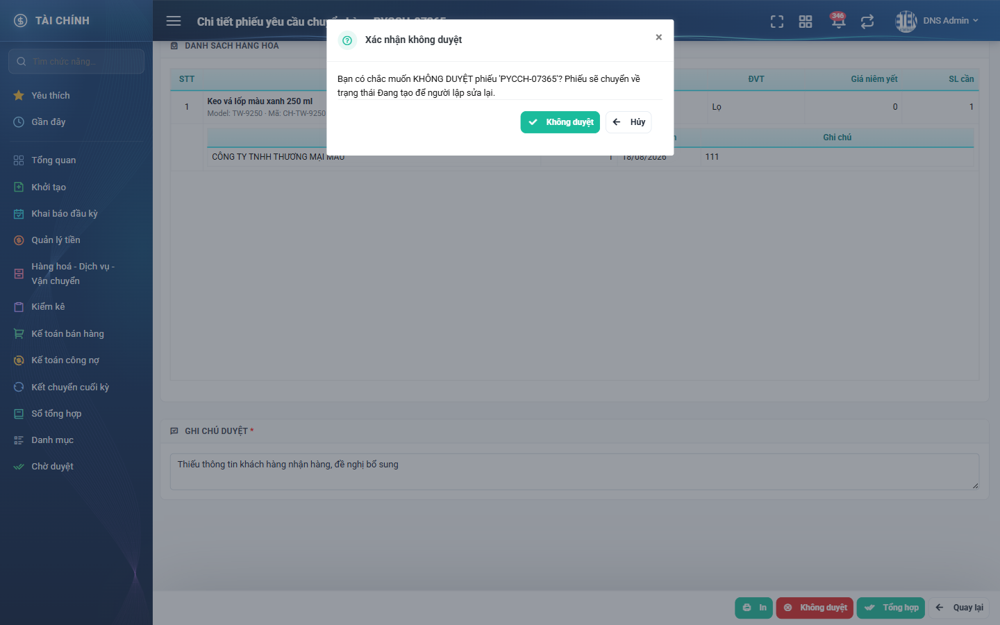 TÀI CHÍNH
Tìm chức năng...
Yêu thích
Gần đây
Tổng quan
Khởi tạo
Khai báo đầu kỳ
Quản lý tiền
Hàng hoá - Dịch vụ -
Vận chuyển
Kiểm kê
Kế toán bán hàng
Kế toán công nợ
Kết chuyển cuối kỳ
Sổ tổng hợp
Danh mục
Chờ duyệt
Chi tiết phiếu yêu cầu chuyển hàng - PYCCH-07365
346
DNS Admin
Xác nhận không duyệt
×
Bạn có chắc muốn KHÔNG DUYỆT phiếu 'PYCCH-07365'? Phiếu sẽ chuyển về
trạng thái Đang tạo để người lập sửa lại.
Không duyệt
Hủy
DANH SÁCH HÀNG HOÁ
STT ĐVT Giá niêm yết SL cần
1 Keo vá lốp màu xanh 250 ml Lọ 0 1
Model: TW-9250 · Mã: CH-TW-9250
Ghi chú
CÔNG TY TNHH THƯƠNG MẠI MẪU 1 18/08/2026 111
GHI CHÚ DUYỆT *
Thiếu thông tin khách hàng nhận hàng, đề nghị bổ sung
In
Không duyệt
Tổng hợp
Quay lại